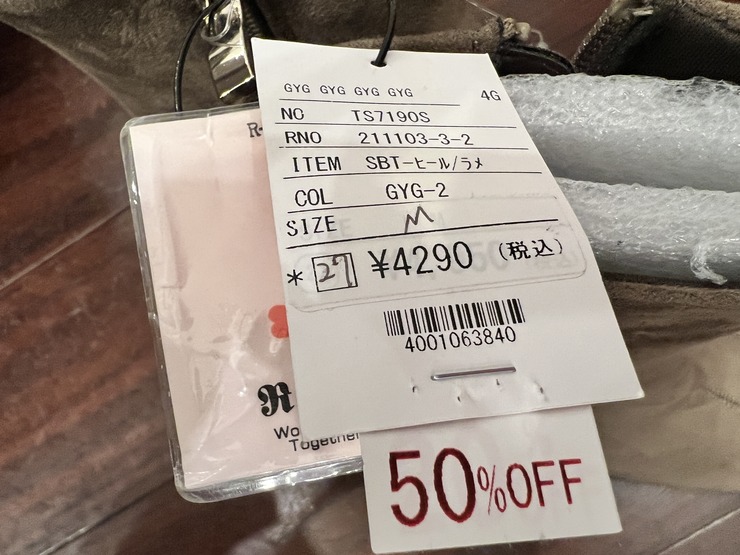 GYG GYG GYG GYG 4G
NO TS7190S
RNO 211103-3-2
ITEM SBT-ヒール/ラメ
COL GYG-2
SIZE M
* 27 ¥4290 (税込)
4001063840
R
Together
50%OFF